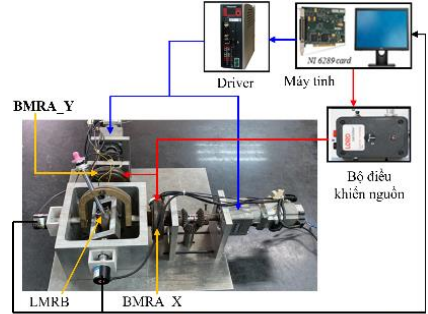 NI 6289 card
Driver
Máy tính
BMRA_Y
Bộ điều
khiển nguồn
LMRB
BMRA_X